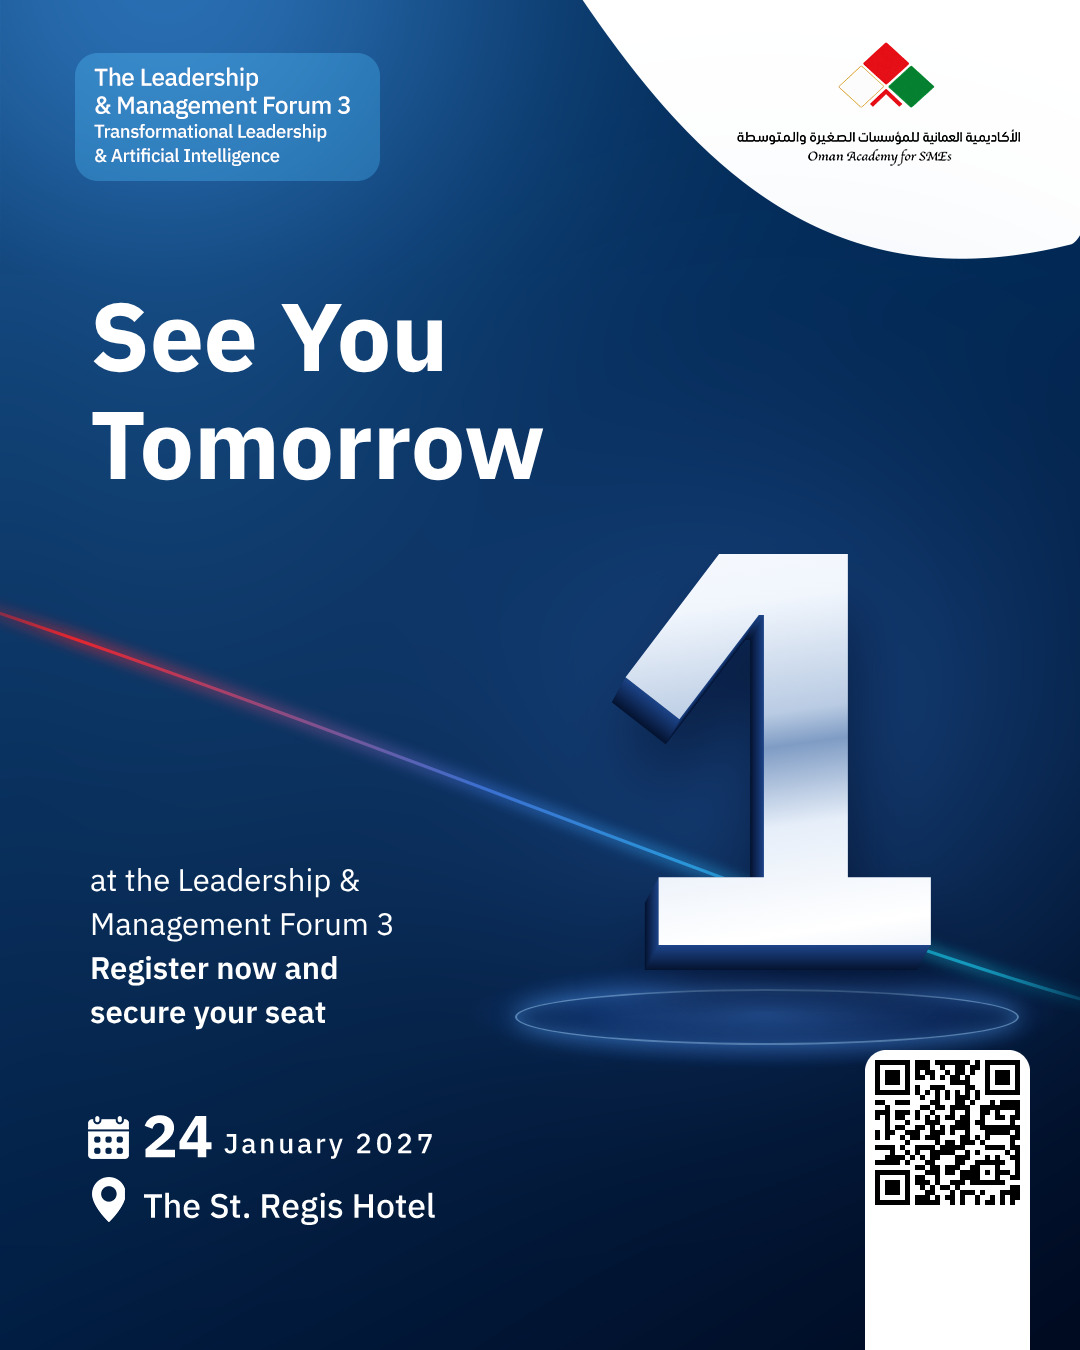 The Leadership
& Management Forum 3
Transformational Leadership
& Artificial Intelligence
الأكاديمية العمانية للمؤسسات الصغيرة والمتوسطة
Oman Academy for SMEs
See You
Tomorrow
1
at the Leadership &
Management Forum 3
Register now and
secure your seat
24 January 2027
The St. Regis Hotel